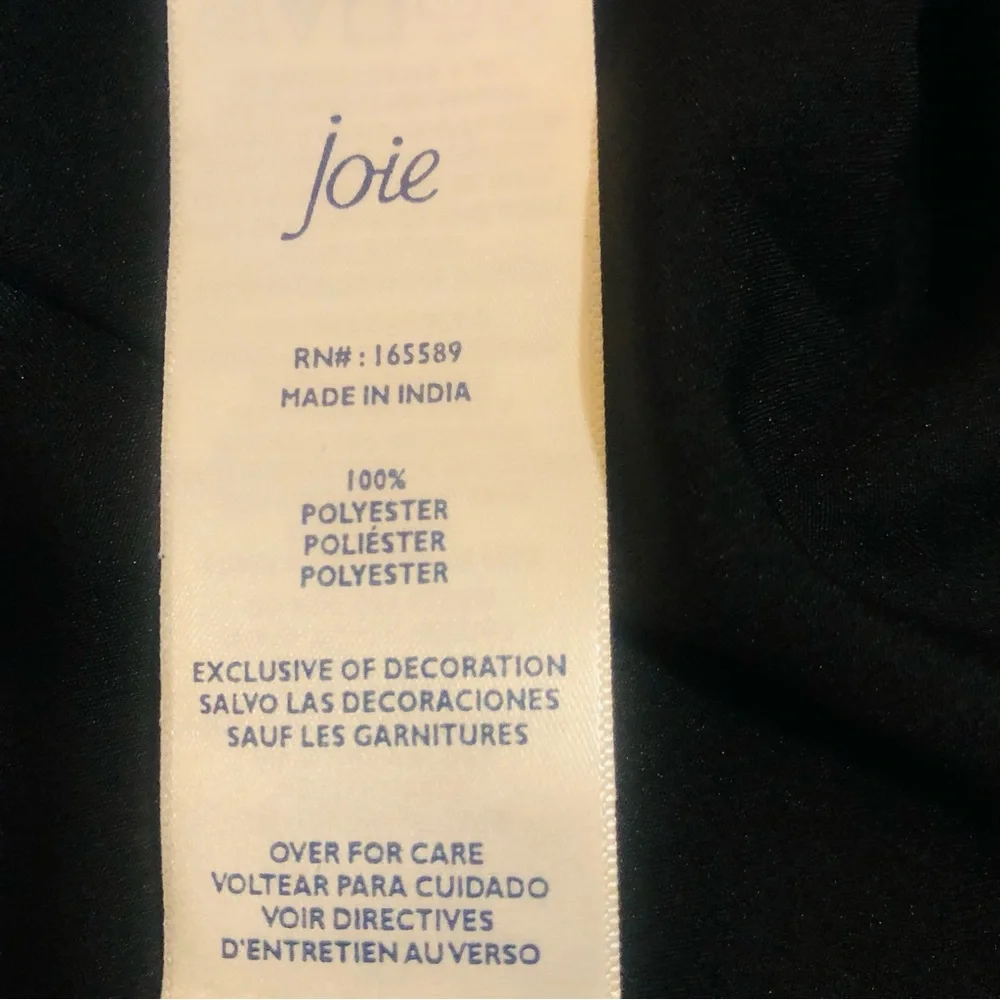 joie
RN# : 165589
MADE IN INDIA
100%
POLYESTER
POLIÉSTER
POLYESTER
EXCLUSIVE OF DECORATION
SALVO LAS DECORACIONES
SAUF LES GARNITURES
OVER FOR CARE
VOLTEAR PARA CUIDADO
VOIR DIRECTIVES
D'ENTRETIEN AU VERSO